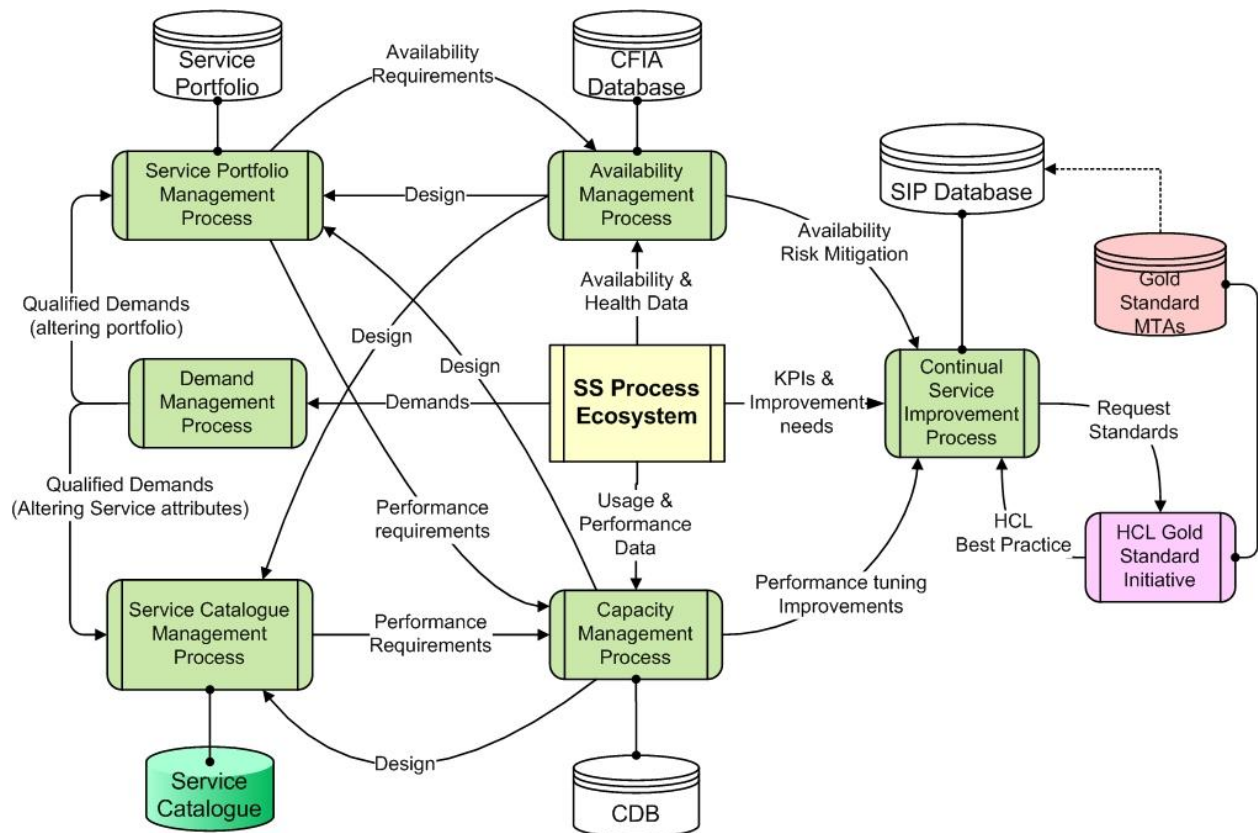 Service
Portfolio
Availability
Requirements
CFIA
Database
Service Portfolio
Management
Process
Design
Availability
Management
Process
SIP Database
Availability
Risk Mitigation
Gold
Standard
MTAs
Qualified Demands
(altering portfolio)
Availability &
Health Data
Design
Design
Demand
Management
Process
Demands
SS Process
Ecosystem
KPIs &
Improvement
needs
Continual
Service
Improvement
Process
Request
Standards
Qualified Demands
(Altering Service attributes)
Performance
requirements
Usage &
Performance
Data
HCL
Best Practice
HCL Gold
Standard
Initiative
Service Catalogue
Management
Process
Performance
Requirements
Capacity
Management
Process
Performance tuning
Improvements
Design
Service
Catalogue
CDB